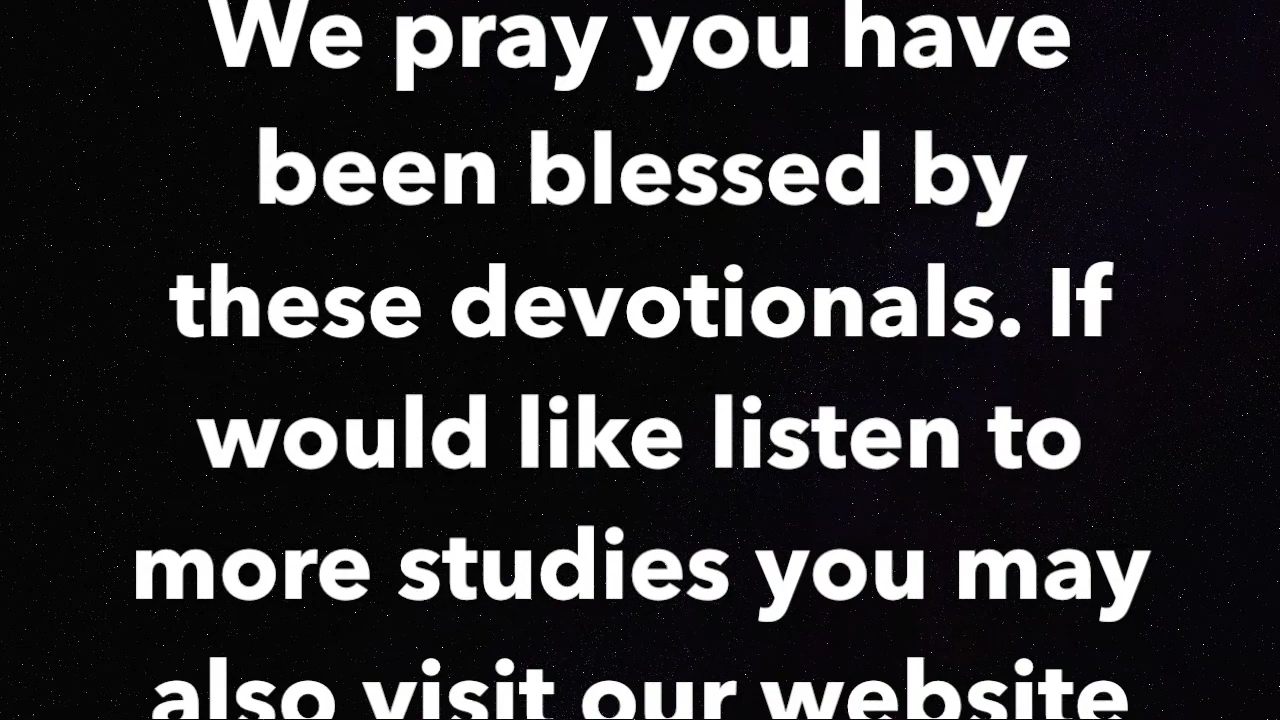 We pray you have
been blessed by
these devotionals. If
would like listen to
more studies you may
also visit our website